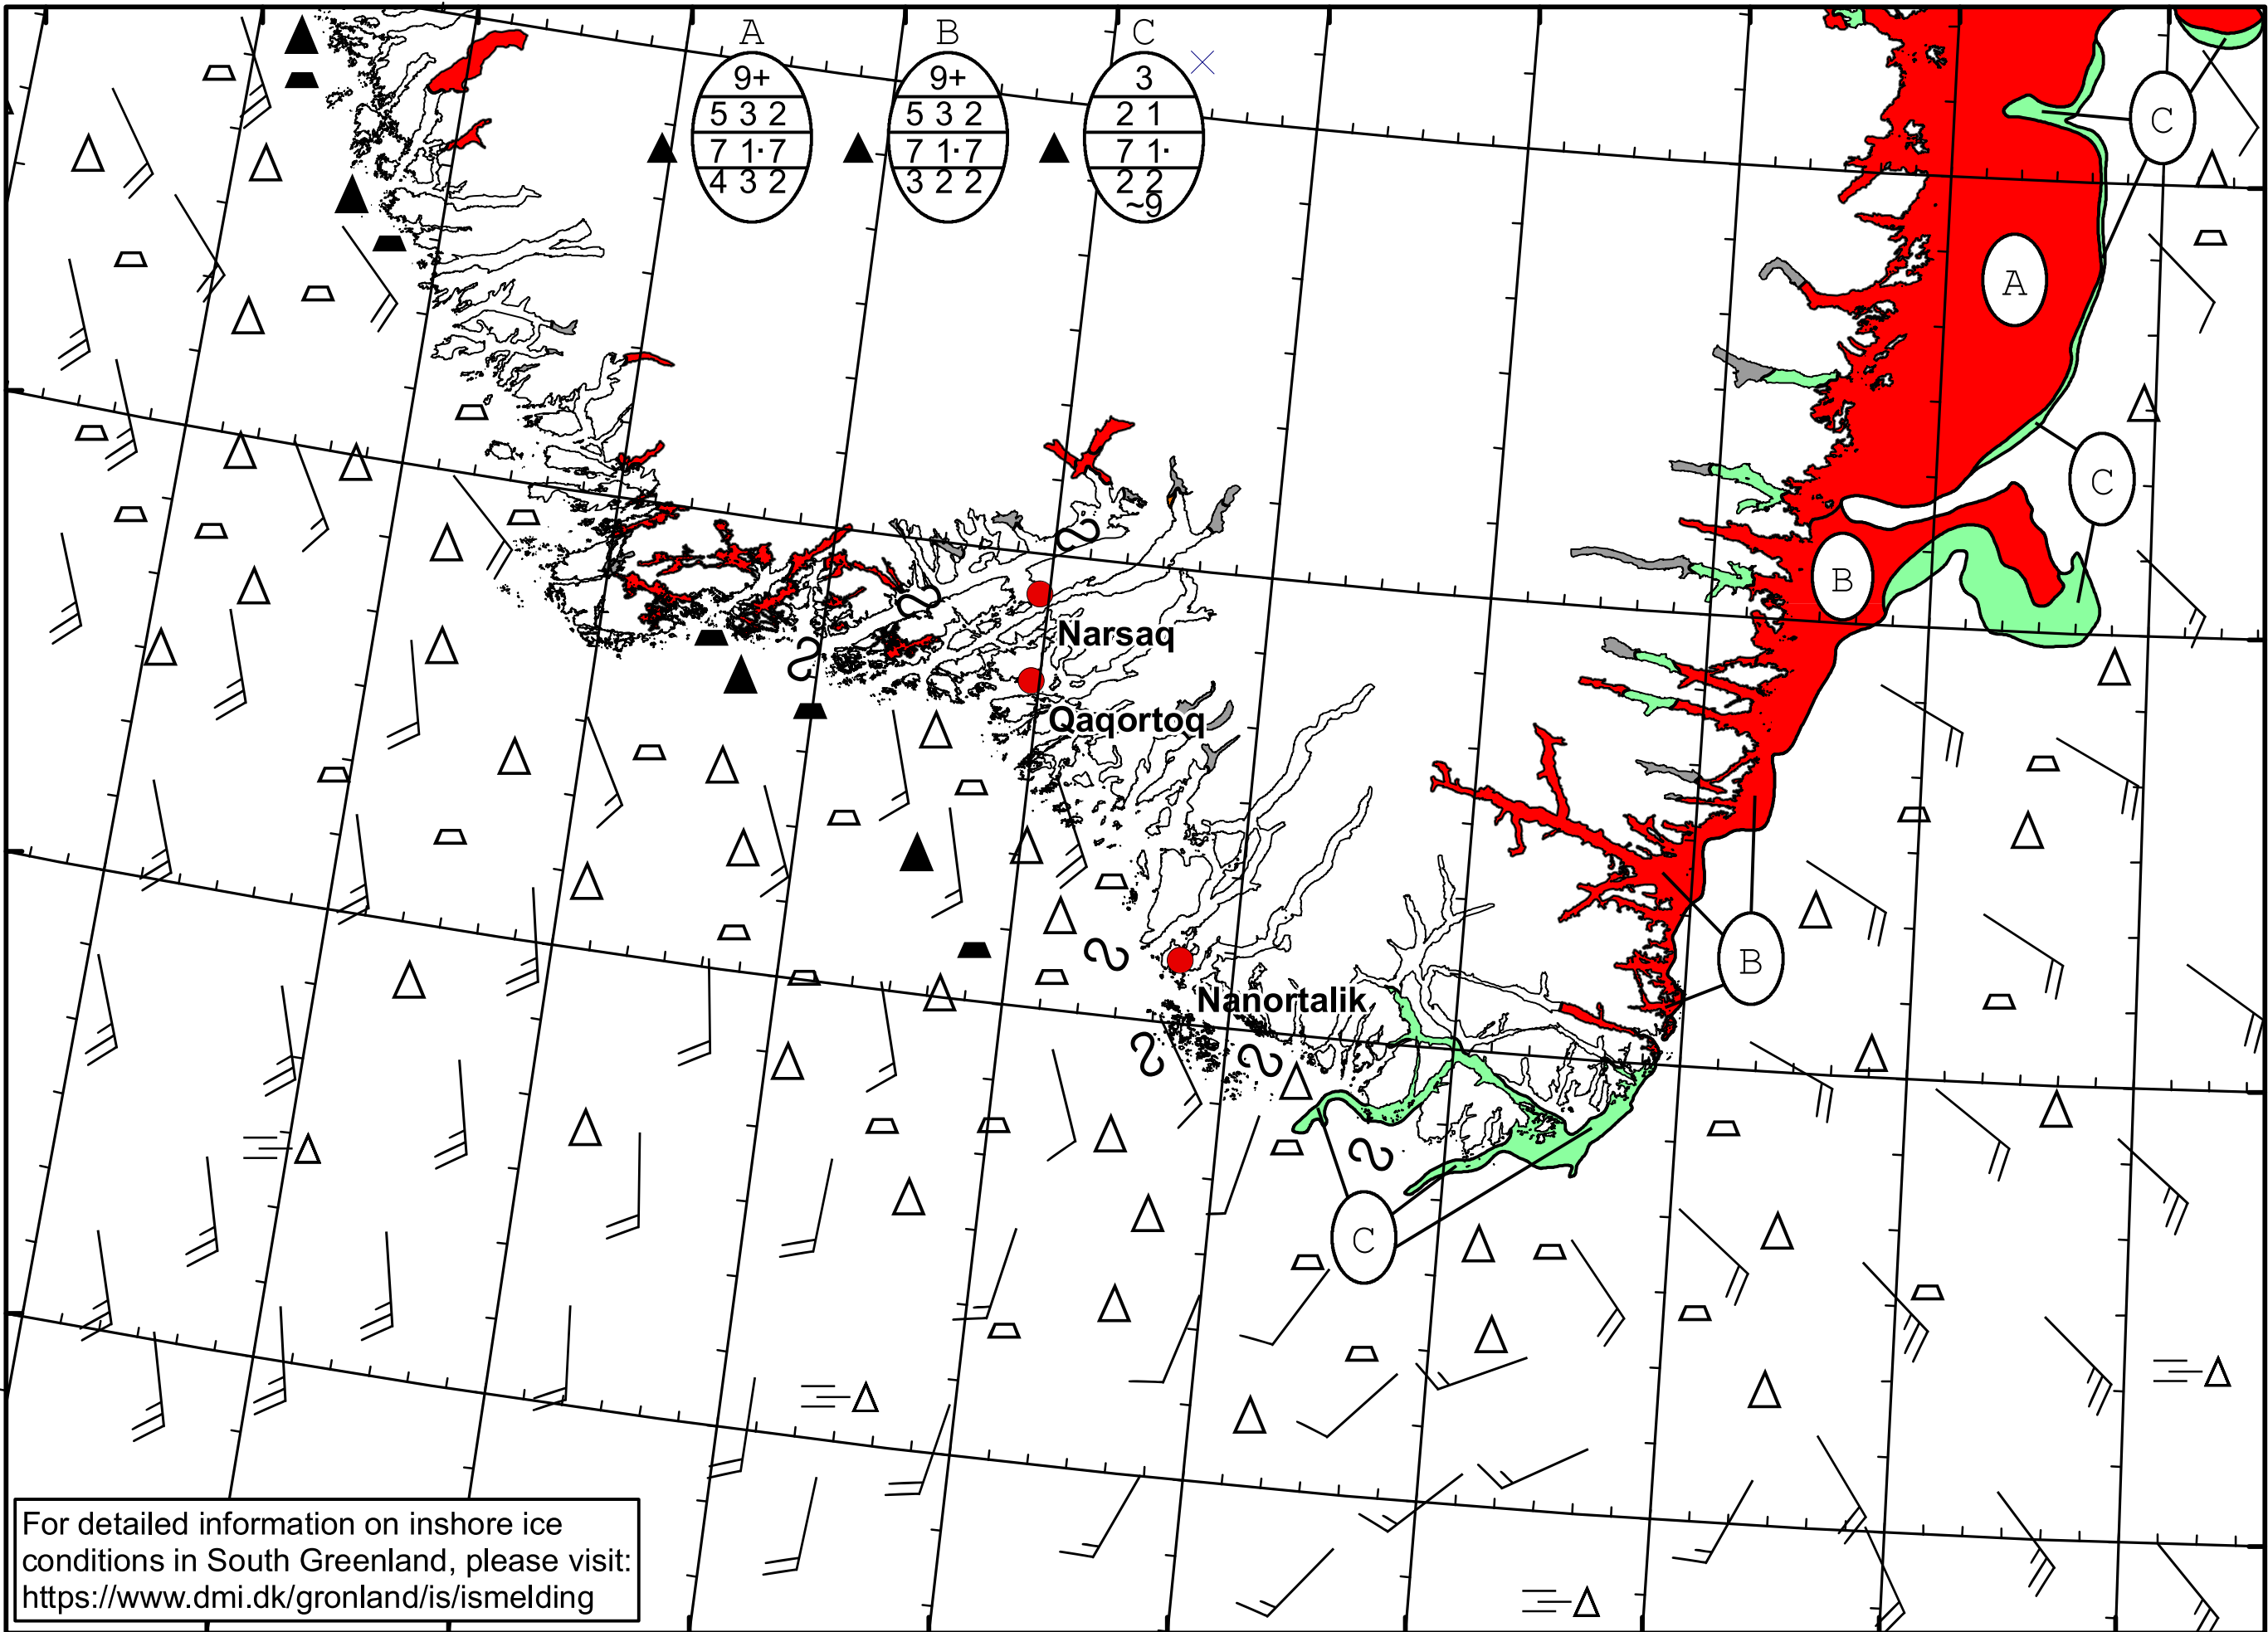 A B C
9+ 9+ 3
5 3 2 5 3 2 2 1
7 1· 7 7 1· 7 7 1·
4 3 2 3 2 2 2 2
~9
C
A
C
B
Narsaq
Qaqortoq
B
Nanortalik
C
For detailed information on inshore ice
conditions in South Greenland, please visit:
https://www.dmi.dk/gronland/is/ismelding